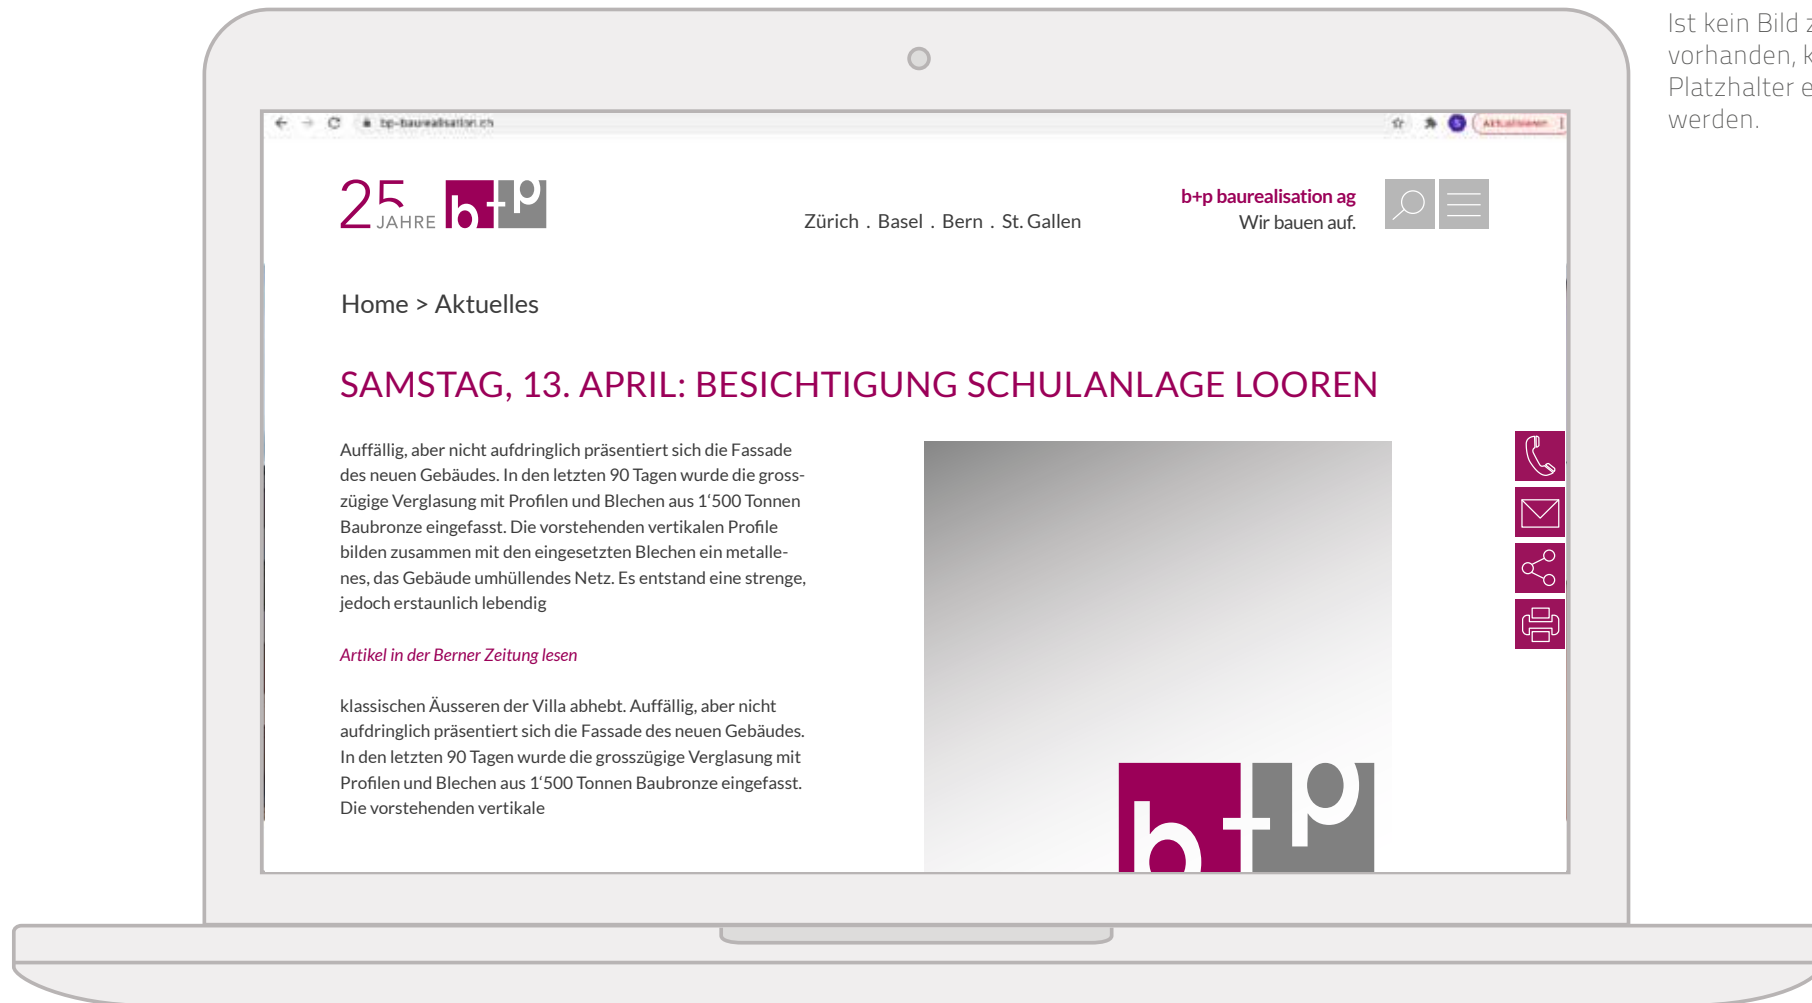 Ist kein Bild
vorhanden,
Platzhalter
werden.
bp-baurealisation.ch
Aktualisieren
25 JAHRE b+p
Zürich . Basel . Bern . St. Gallen
b+p baurealisation ag
Wir bauen auf.
Home > Aktuelles
SAMSTAG, 13. APRIL: BESICHTIGUNG SCHULANLAGE LOOREN
Auffällig, aber nicht aufdringlich präsentiert sich die Fassade
des neuen Gebäudes. In den letzten 90 Tagen wurde die gross-
zügige Verglasung mit Profilen und Blechen aus 1‘500 Tonnen
Baubronze eingefasst. Die vorstehenden vertikalen Profile
bilden zusammen mit den eingesetzten Blechen ein metalle-
nes, das Gebäude umhüllendes Netz. Es entstand eine strenge,
jedoch erstaunlich lebendig
Artikel in der Berner Zeitung lesen
klassischen Äusseren der Villa abhebt. Auffällig, aber nicht
aufdringlich präsentiert sich die Fassade des neuen Gebäudes.
In den letzten 90 Tagen wurde die grosszügige Verglasung mit
Profilen und Blechen aus 1‘500 Tonnen Baubronze eingefasst.
Die vorstehenden vertikale
b+p